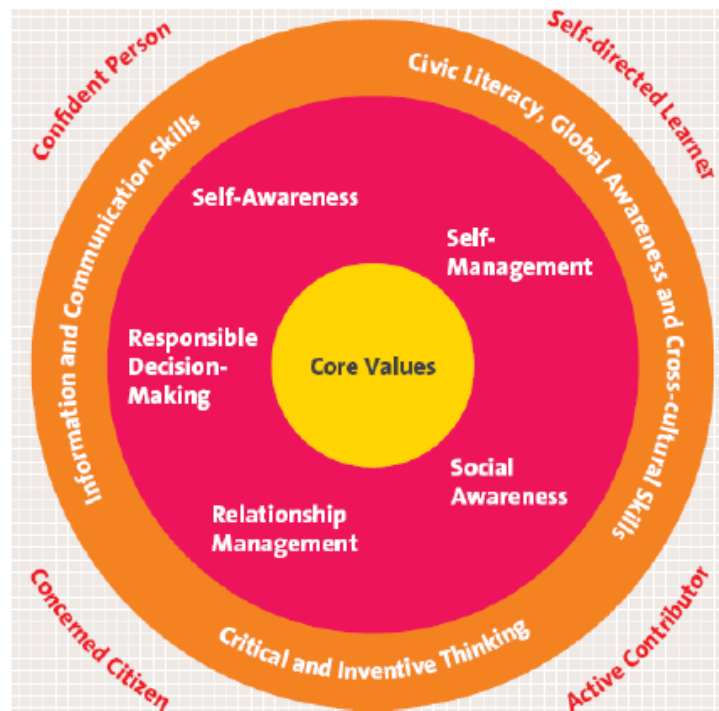 Confident Person
Self-directed Learner
Civic Literacy, Global Awareness and Cross-cultural Skills
Information and Communication Skills
Self-Awareness
Self-
Management
Responsible
Decision-
Making
Core Values
Social
Awareness
Relationship
Management
Critical and Inventive Thinking
Concerned Citizen
Active Contributor